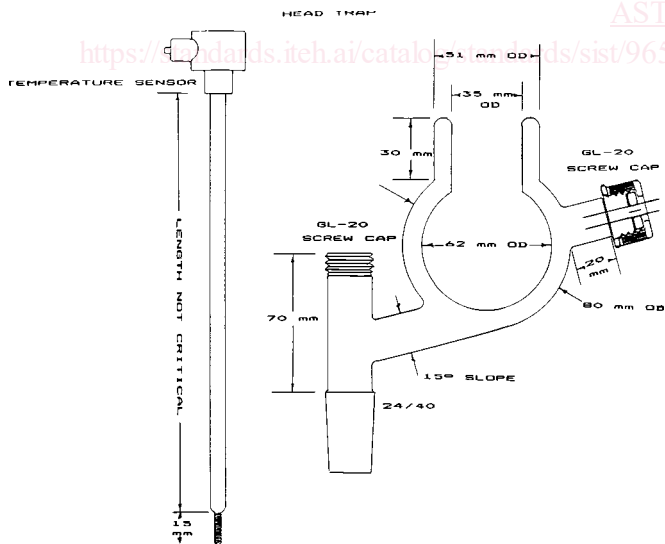 HEAD TRAP
AST
https://standards.iteh.ai/catalog/standards/sist/965
51 mm OD
TEMPERATURE SENSOR
35 mm
OD
30 mm
GL-20
SCREW CAP
GL-20
SCREW CAP
62 mm OD
LENGTH NOT CRITICAL
20
mm
70 mm
80 mm OD
15° SLOPE
24/40
15
mm